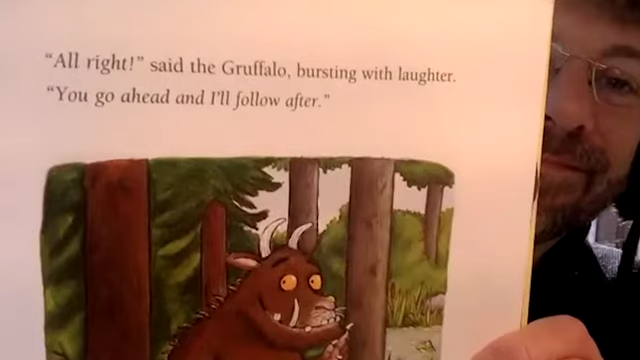 “All right!” said the Gruffalo, bursting with laughter.
“You go ahead and I’ll follow after.”